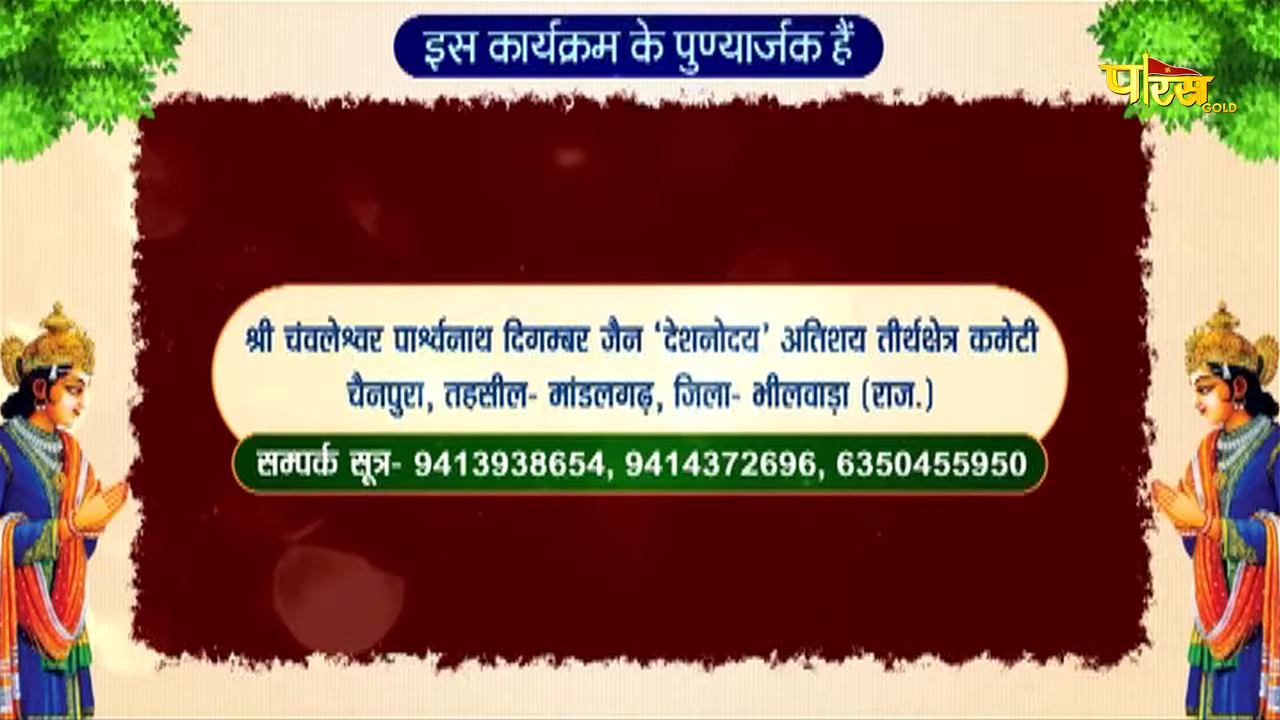 इस कार्यक्रम के पुण्यार्जक हैं
पारस
GOLD
श्री चंवलेश्वर पार्श्वनाथ दिगम्बर जैन ‘देशनोदय’ अतिशय तीर्थक्षेत्र कमेटी
चैनपुरा, तहसील- मांडलगढ़, जिला- भीलवाड़ा (राज.)
सम्पर्क सूत्र- 9413938654, 9414372696, 6350455950